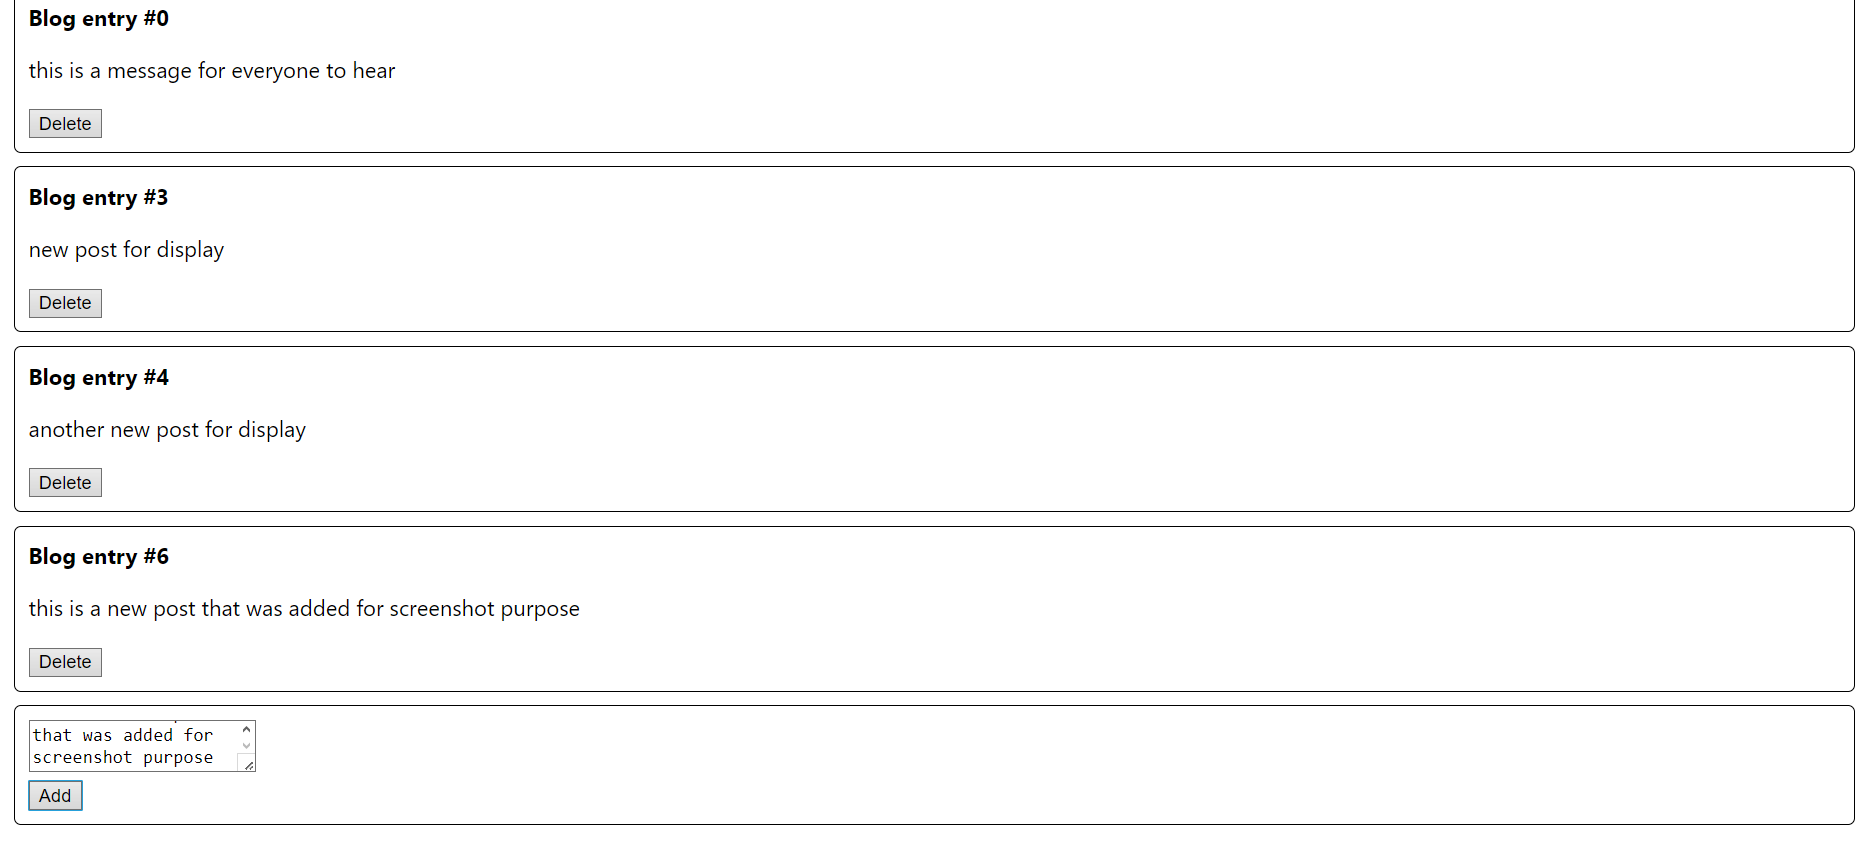 Blog entry #0
this is a message for everyone to hear
Delete
Blog entry #3
new post for display
Delete
Blog entry #4
another new post for display
Delete
Blog entry #6
this is a new post that was added for screenshot purpose
Delete
that was added for
screenshot purpose
Add